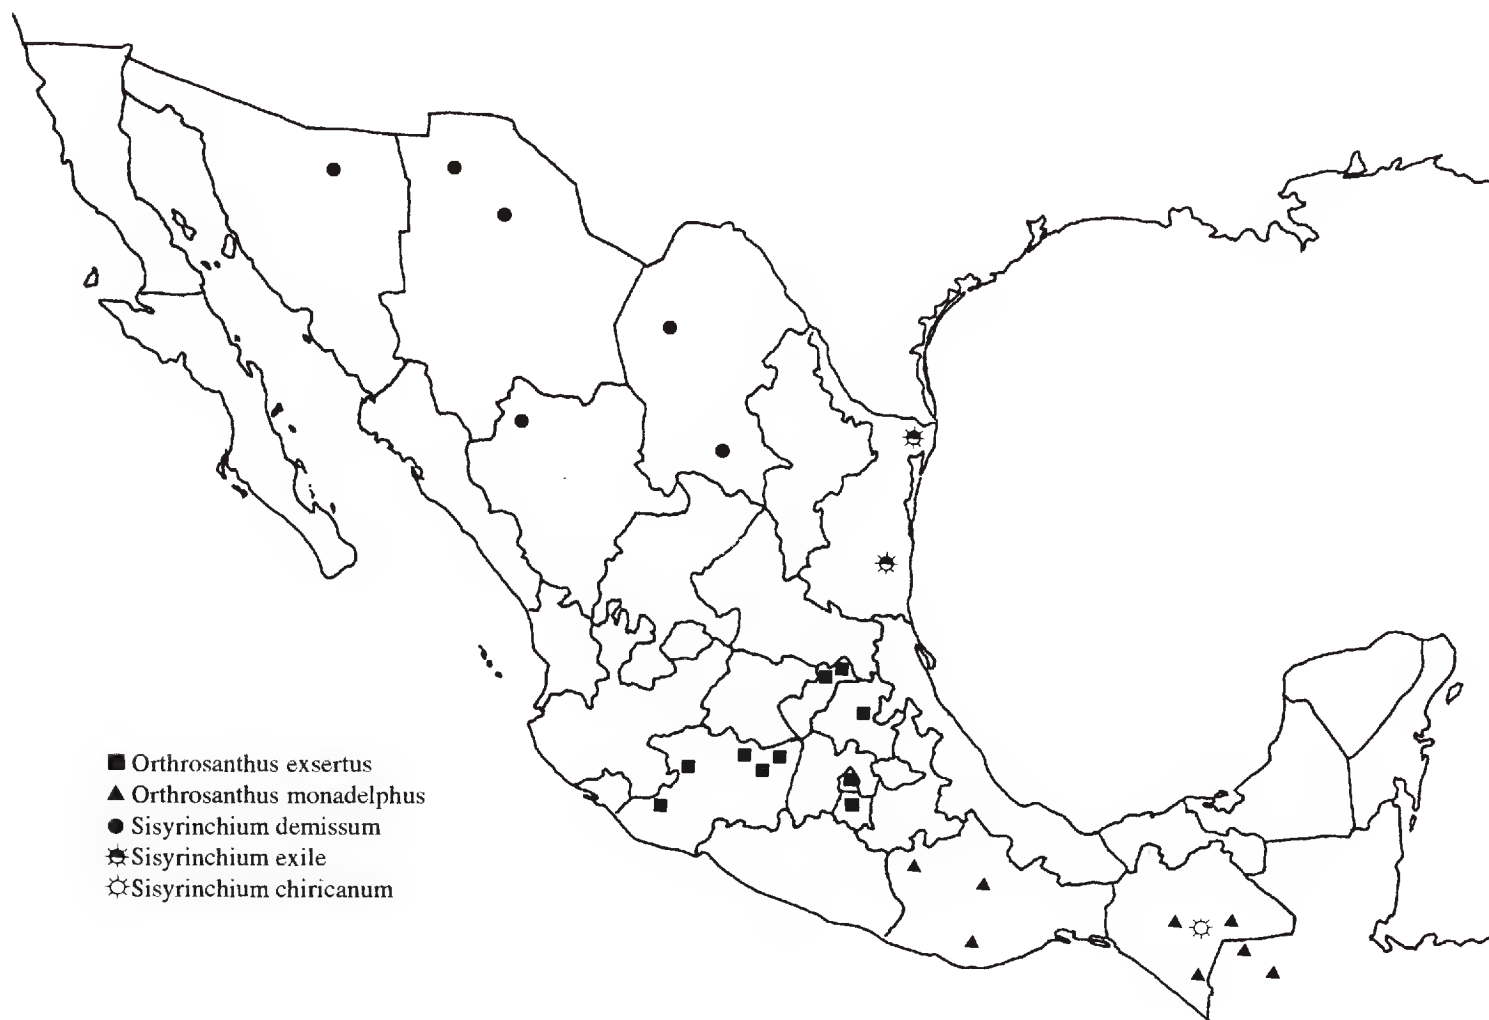 Orthrosanthus exsertus
Orthrosanthus monadelphus
Sisyrinchium demissum
Sisyrinchium exile
Sisyrinchium chiricanum